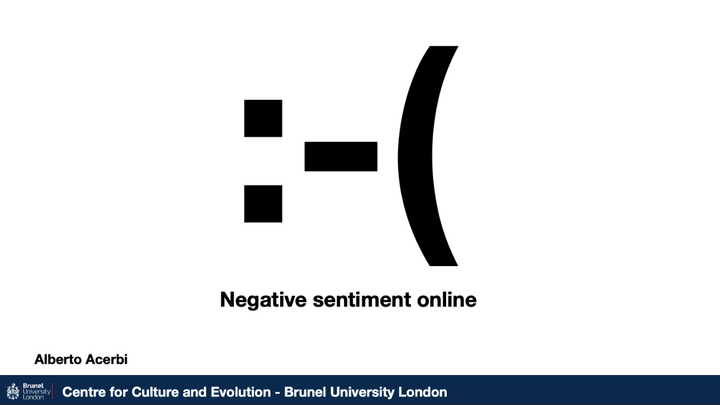 :-(
Negative sentiment online
Alberto Acerbi
Brunel
University
London
Centre for Culture and Evolution - Brunel University London